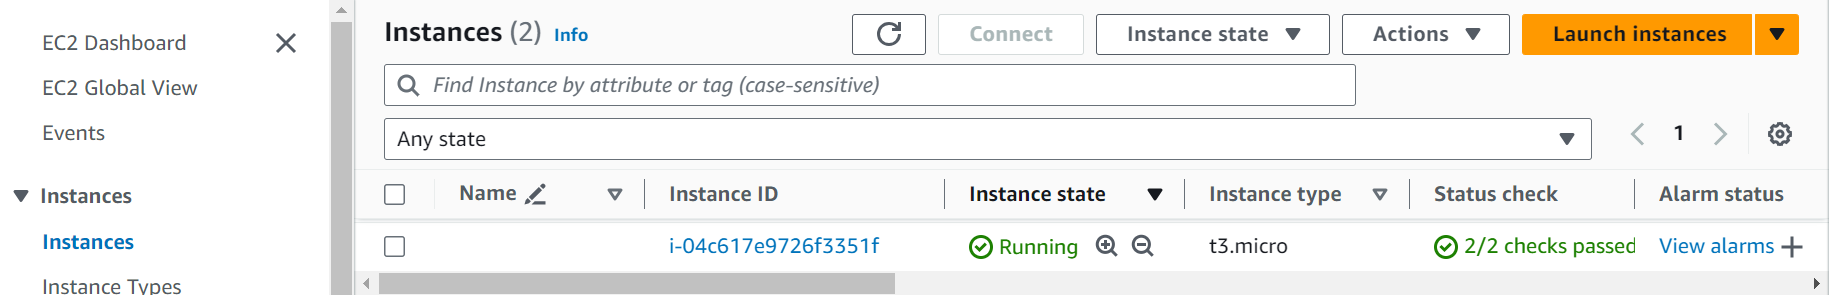 EC2 Dashboard
EC2 Global View
Events
Instances
Instances
Instance Types
Instances (2) Info
Connect
Instance state
Actions
Launch instances
Find Instance by attribute or tag (case-sensitive)
Any state
1
Name Instance ID Instance state Instance type Status check Alarm status
i-04c617e9726f3351f Running t3.micro 2/2 checks passed View alarms